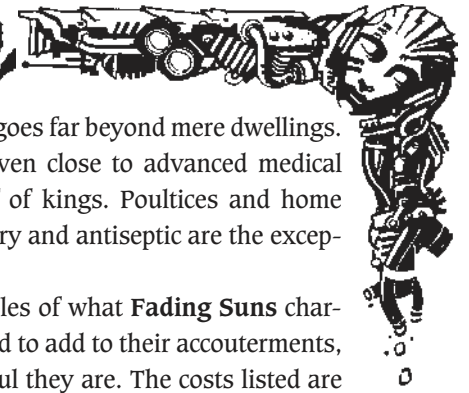 goes far beyond mere dwellings.
ven close to advanced medical
of kings. Poultices and home
ry and antiseptic are the excep-
les of what Fading Suns char-
d to add to their accouterments,
ul they are. The costs listed are